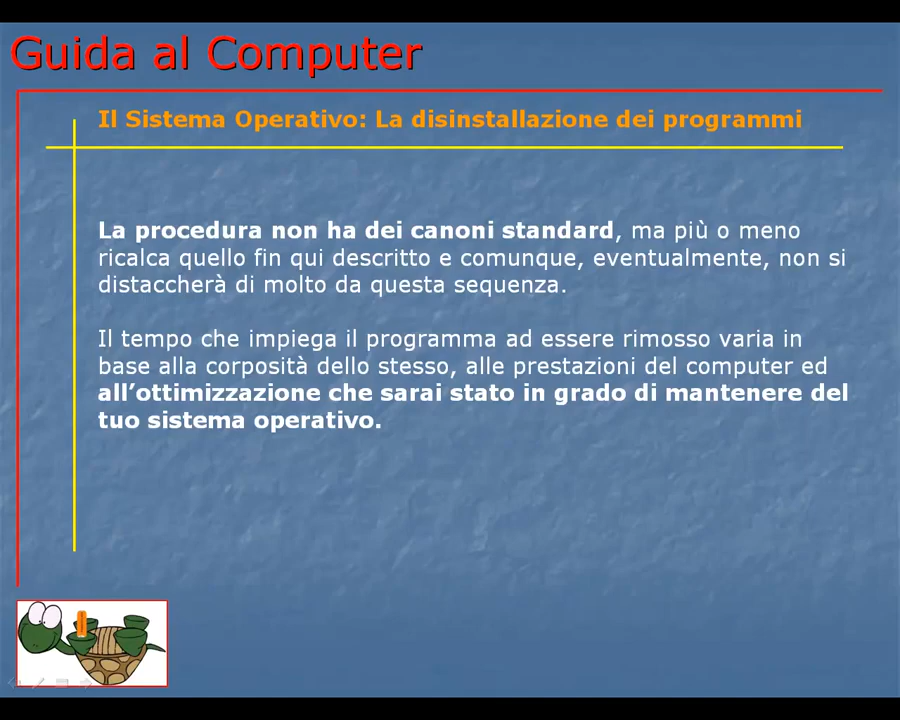 Guida al Computer
Il Sistema Operativo: La disinstallazione dei programmi
La procedura non ha dei canoni standard, ma più o meno
ricalca quello fin qui descritto e comunque, eventualmente, non si
distaccherà di molto da questa sequenza.
Il tempo che impiega il programma ad essere rimosso varia in
base alla corposità dello stesso, alle prestazioni del computer ed
all’ottimizzazione che sarai stato in grado di mantenere del
tuo sistema operativo.